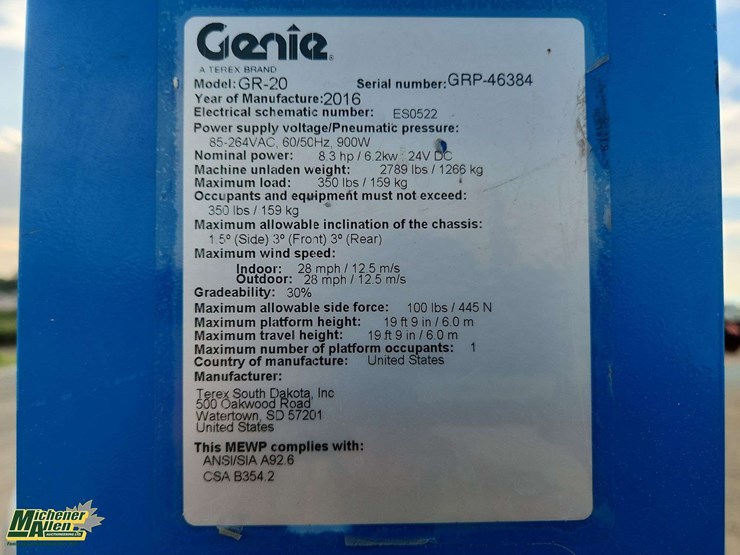 Genie
A TEREX BRAND
Model: GR-20 Serial number: GRP-46384
Year of Manufacture: 2016
Electrical schematic number: ES0522
Power supply voltage/Pneumatic pressure:
85-264VAC, 60/50Hz, 900W
Nominal power: 8.3 hp / 6.2kw : 24V DC
Machine unladen weight: 2789 lbs / 1266 kg
Maximum load: 350 lbs / 159 kg
Occupants and equipment must not exceed:
350 lbs / 159 kg
Maximum allowable inclination of the chassis:
1.5º (Side) 3º (Front) 3º (Rear)
Maximum wind speed:
Indoor: 28 mph / 12.5 m/s
Outdoor: 28 mph / 12.5 m/s
Gradeability: 30%
Maximum allowable side force: 100 lbs / 445 N
Maximum platform height: 19 ft 9 in / 6.0 m
Maximum travel height: 19 ft 9 in / 6.0 m
Maximum number of platform occupants: 1
Country of manufacture: United States
Manufacturer:
Terex South Dakota, Inc
500 Oakwood Road
Watertown, SD 57201
United States
This MEWP complies with:
ANSI/SIA A92.6
CSA B354.2
Michener
Allen
AUCTIONEERING LTD.